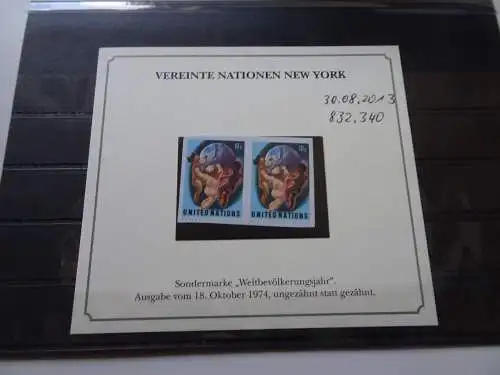 VEREINTE NATIONEN NEW YORK
30.08.2013
832.340
UNITED NATIONS UNITED NATIONS
Sondermarke „Weltbevölkerungsjahr“.
Ausgabe vom 18. Oktober 1974, ungezähnt statt gezähnt.